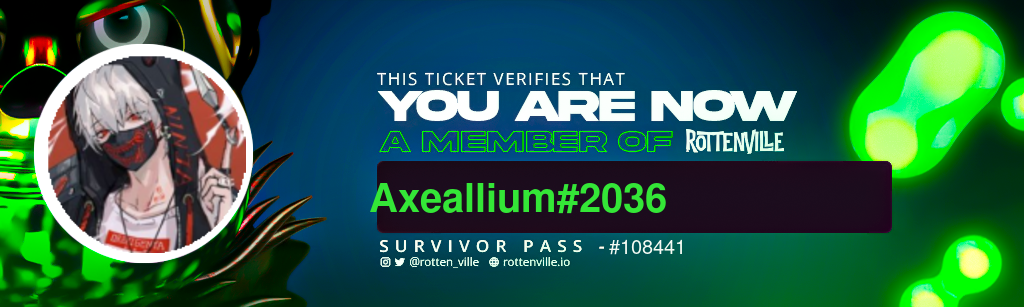 THIS TICKET VERIFIES THAT
YOU ARE NOW
A MEMBER OF ROTTENVILLE
Axeallium#2036
SURVIVOR PASS - #108441
@rotten_ville rottenville.io